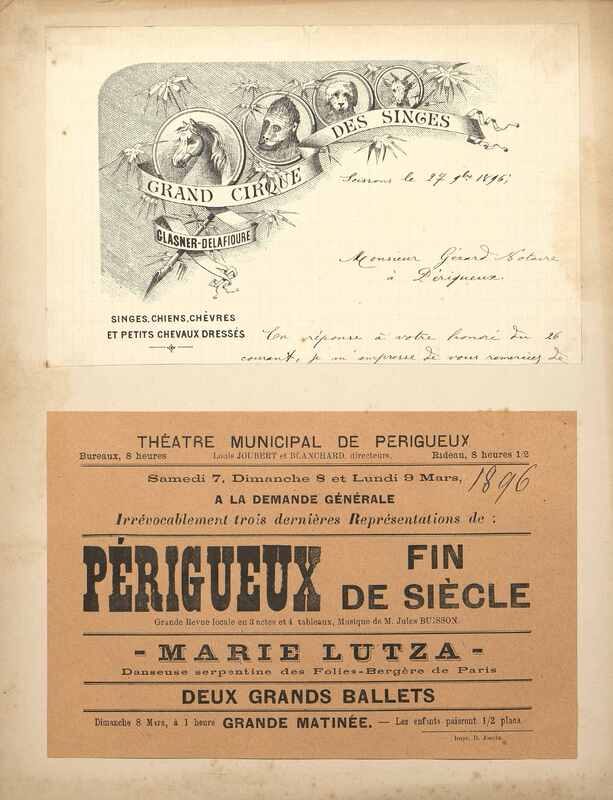 GRAND CIRQUE DES SINGES
GLASNER-DELAFIOURE
Soissons le 27 9bre 1896;
Monsieur Gérard Notaire
à Périgueux.
SINGES, CHIENS, CHÈVRES
ET PETITS CHEVAUX DRESSÉS
En réponse à votre honoré du 26
courant, je m'empresse de vous remercier de
THÉATRE MUNICIPAL DE PERIGUEUX
Bureaux, 8 heures Louis JOUBERT et BLANCHARD, directeurs. Rideau, 8 heures 1/2
Samedi 7, Dimanche 8 et Lundi 9 Mars, 1896
A LA DEMANDE GÉNÉRALE
Irrévocablement trois dernières Représentations de :
PÉRIGUEUX FIN DE SIÈCLE
Grande Revue locale en 3 actes et 4 tableaux, Musique de M. Jules BUISSON.
- MARIE LUTZA -
Danseuse serpentine des Folies-Bergère de Paris
DEUX GRANDS BALLETS
Dimanche 8 Mars, à 1 heure GRANDE MATINÉE. — Les enfants paieront 1/2 place.
Impr. D. Joucla